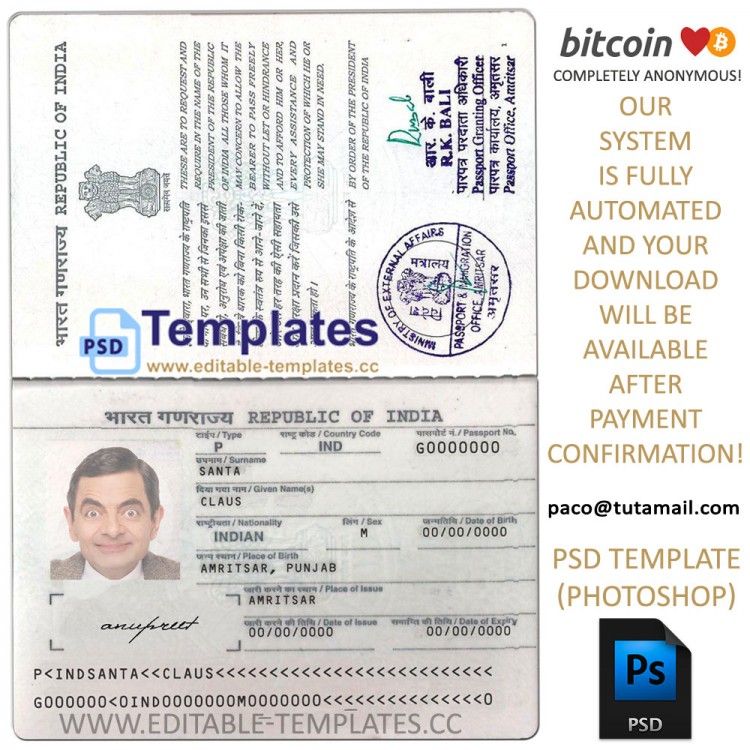 भारत गणराज्य REPUBLIC OF INDIA
THESE ARE TO REQUEST AND
REQUIRE IN THE NAME OF THE
PRESIDENT OF THE REPUBLIC
OF INDIA ALL THOSE WHOM IT
MAY CONCERN TO ALLOW THE
BEARER TO PASS FREELY
WITHOUT LET OR HINDRANCE
AND TO AFFORD HIM OR HER,
EVERY ASSISTANCE AND
PROTECTION OF WHICH HE OR
SHE MAY STAND IN NEED.
BY ORDER OF THE PRESIDENT
OF THE REPUBLIC OF INDIA
आर. के. बाली
R.K. BALI
पारपत्र परदाता अधिकारी
Passport Granting Officer
पारपत्र कार्यालय, अमृतसर
Passport Office, Amritsar
MINISTRY OF EXTERNAL AFFAIRS
मंत्रालय
PASSPORT & IMMIGRATION
OFFICE, AMRITSAR
अमृतसर
PSD
Templates
www.editable-templates.cc
भारत गणराज्य REPUBLIC OF INDIA
टाईप / Type राष्ट्र कोड / Country Code पासपोर्ट नं. / Passport No.
P IND G0000000
उपनाम / Surname
SANTA
दिया गया नाम / Given Name(s)
CLAUS
राष्ट्रीयता / Nationality लिंग / Sex जन्मतिथि / Date of Birth
INDIAN M 00/00/0000
जन्म स्थान / Place of Birth
AMRITSAR, PUNJAB
जारी करने का स्थान / Place of Issue
AMRITSAR
जारी करने की तिथि / Date of Issue समाप्ति की तिथि / Date of Expiry
00/00/0000 00/00/0000
anupreet
P<INDSANTA<<CLAUS<<<<<<<<<<<<<<<<<<<<<<<<<<<
G000000<0IND0000000M0000000<<<<<<<<<<<<<<<0
WWW.EDITABLE-TEMPLATES.CC
bitcoin
COMPLETELY ANONYMOUS!
OUR
SYSTEM
IS FULLY
AUTOMATED
AND YOUR
DOWNLOAD
WILL BE
AVAILABLE
AFTER
PAYMENT
CONFIRMATION!
paco@tutamail.com
PSD TEMPLATE
(PHOTOSHOP)
Ps
PSD